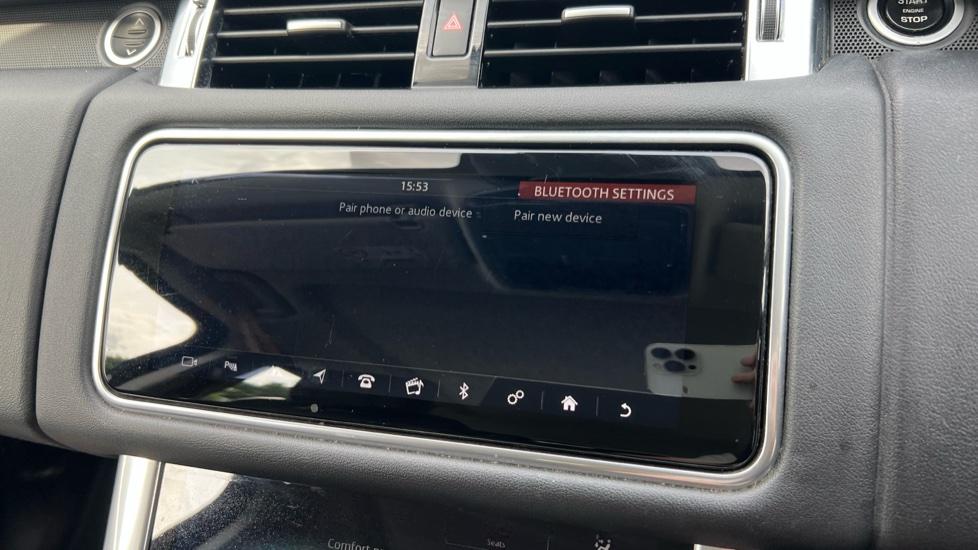 START
ENGINE
STOP
15:53
BLUETOOTH SETTINGS
Pair phone or audio device
Pair new device
Comfort
Seats